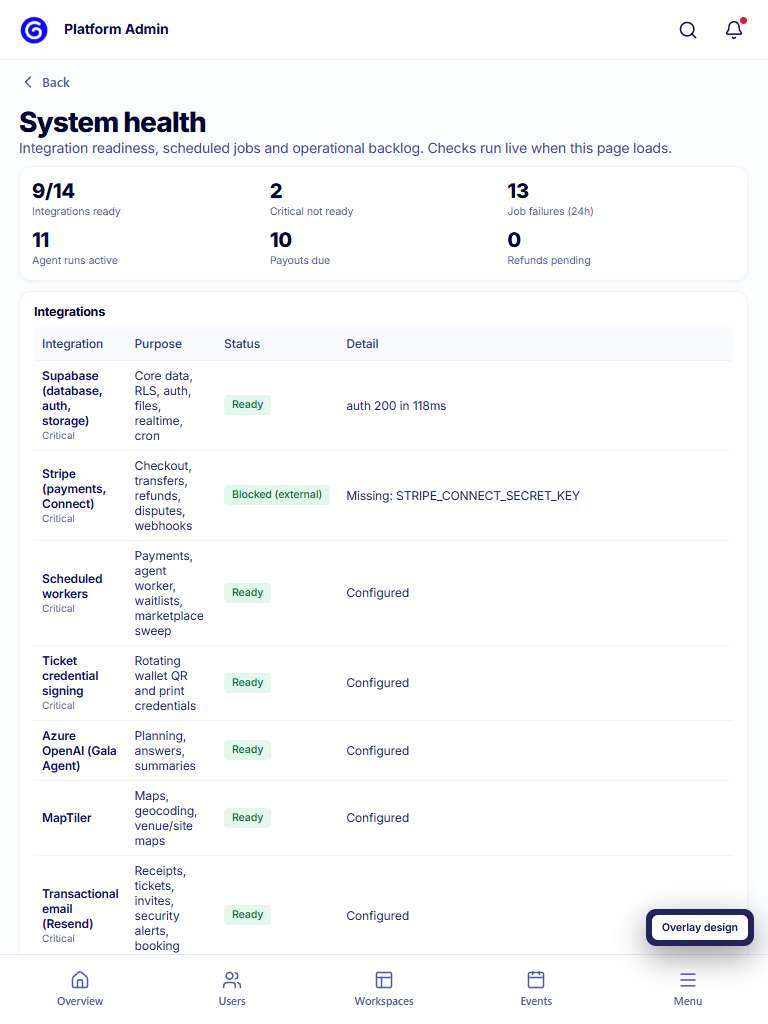 Platform Admin
Back
System health
Integration readiness, scheduled jobs and operational backlog. Checks run live when this page loads.
9/14
Integrations ready
2
Critical not ready
13
Job failures (24h)
11
Agent runs active
10
Payouts due
0
Refunds pending
Integrations
Integration Purpose Status Detail
Supabase
(database,
auth,
storage)
Critical
Core data,
RLS, auth,
files,
realtime,
cron
Ready
auth 200 in 118ms
Stripe
(payments,
Connect)
Critical
Checkout,
transfers,
refunds,
disputes,
webhooks
Blocked (external)
Missing: STRIPE_CONNECT_SECRET_KEY
Scheduled
workers
Critical
Payments,
agent
worker,
waitlists,
marketplace
sweep
Ready
Configured
Ticket
credential
signing
Critical
Rotating
wallet QR
and print
credentials
Ready
Configured
Azure
OpenAI (Gala
Agent)
Planning,
answers,
summaries
Ready
Configured
MapTiler
Maps,
geocoding,
venue/site
maps
Ready
Configured
Transactional
email
(Resend)
Critical
Receipts,
tickets,
invites,
security
alerts,
booking
Ready
Configured
Overlay design
Overview
Users
Workspaces
Events
Menu